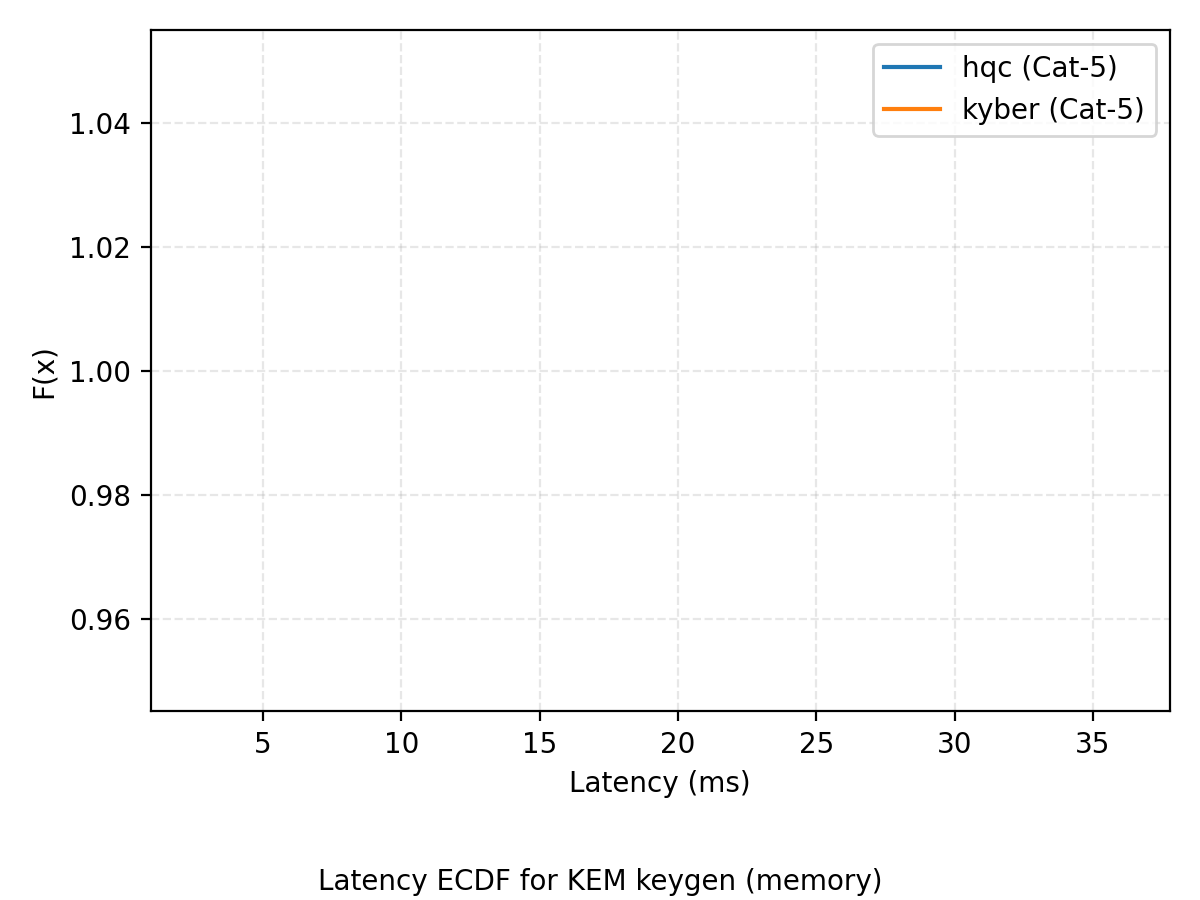 hqc (Cat-5)
kyber (Cat-5)
1.04
1.02
1.00
0.98
0.96
F(x)
5 10 15 20 25 30 35
Latency (ms)
Latency ECDF for KEM keygen (memory)